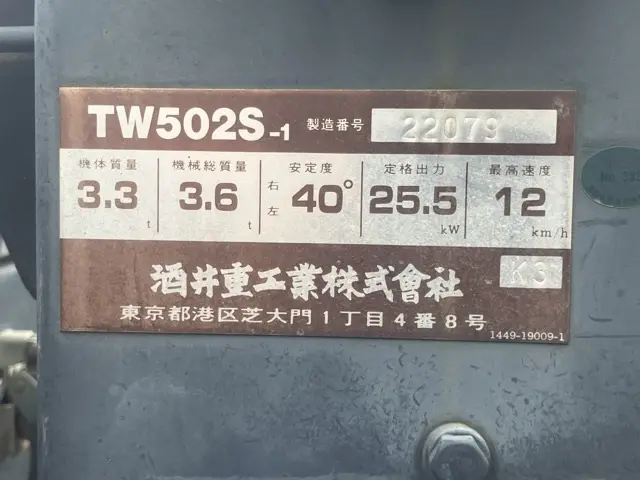 TW502S-1 製造番号 22079
機体質量 機械総質量 安定度 定格出力 最高速度
3.3 t 3.6 t 右左 40° 25.5 kW 12 km/h
酒井重工業株式會社 K3
東京都港区芝大門1丁目4番8号 1449-19009-1